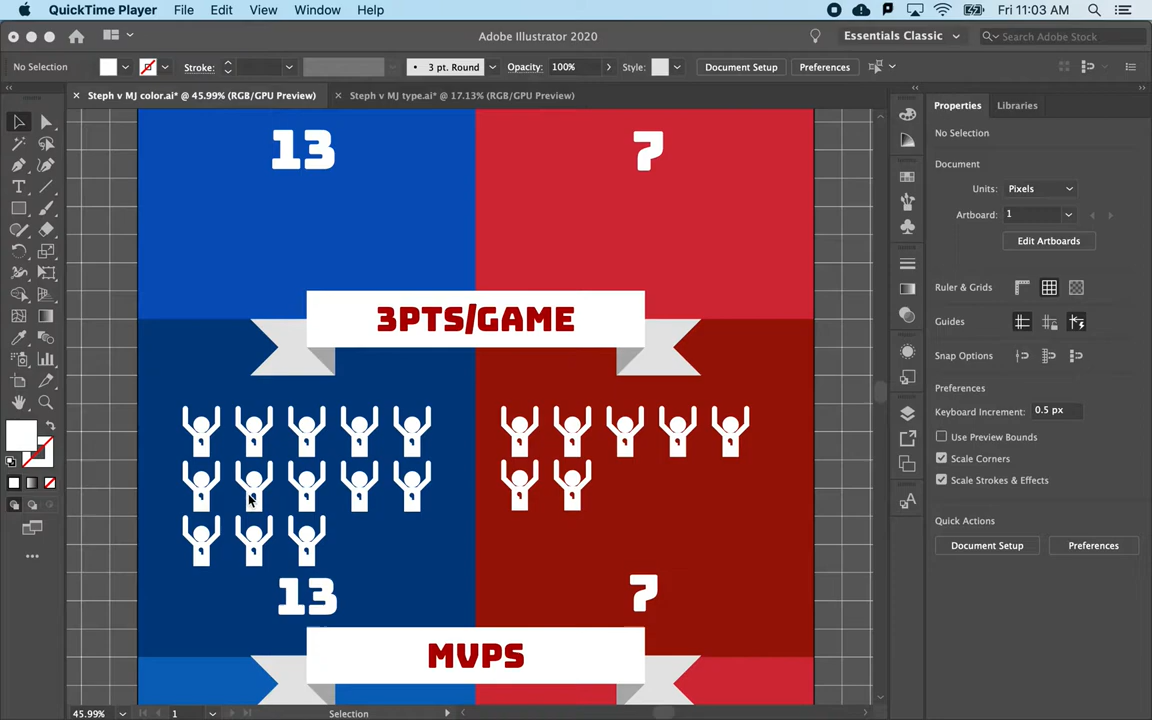 QuickTime Player File Edit View Window Help Fri 11:03 AM
Adobe Illustrator 2020 Essentials Classic Search Adobe Stock
No Selection Stroke: 3 pt. Round Opacity: 100% Style: Document Setup Preferences
× Steph v MJ color.ai* @ 45.99% (RGB/GPU Preview) × Steph v MJ type.ai* @ 17.13% (RGB/GPU Preview)
Properties Libraries
No Selection
Document
Units: Pixels
Artboard: 1
Edit Artboards
Ruler & Grids
Guides
Snap Options
Preferences
Keyboard Increment: 0.5 px
Use Preview Bounds
Scale Corners
Scale Strokes & Effects
Quick Actions
Document Setup Preferences
13 7
3PTS/GAME
13 7
MVPS
45.99% 1 Selection